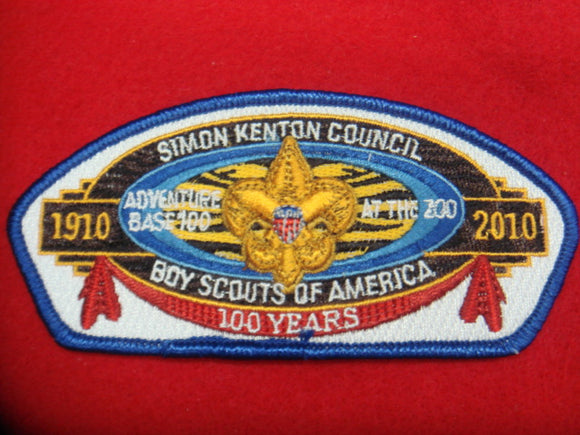 SIMON KENTON COUNCIL
ADVENTURE
BASE 100
AT THE ZOO
1910
2010
BOY SCOUTS OF AMERICA
100 YEARS